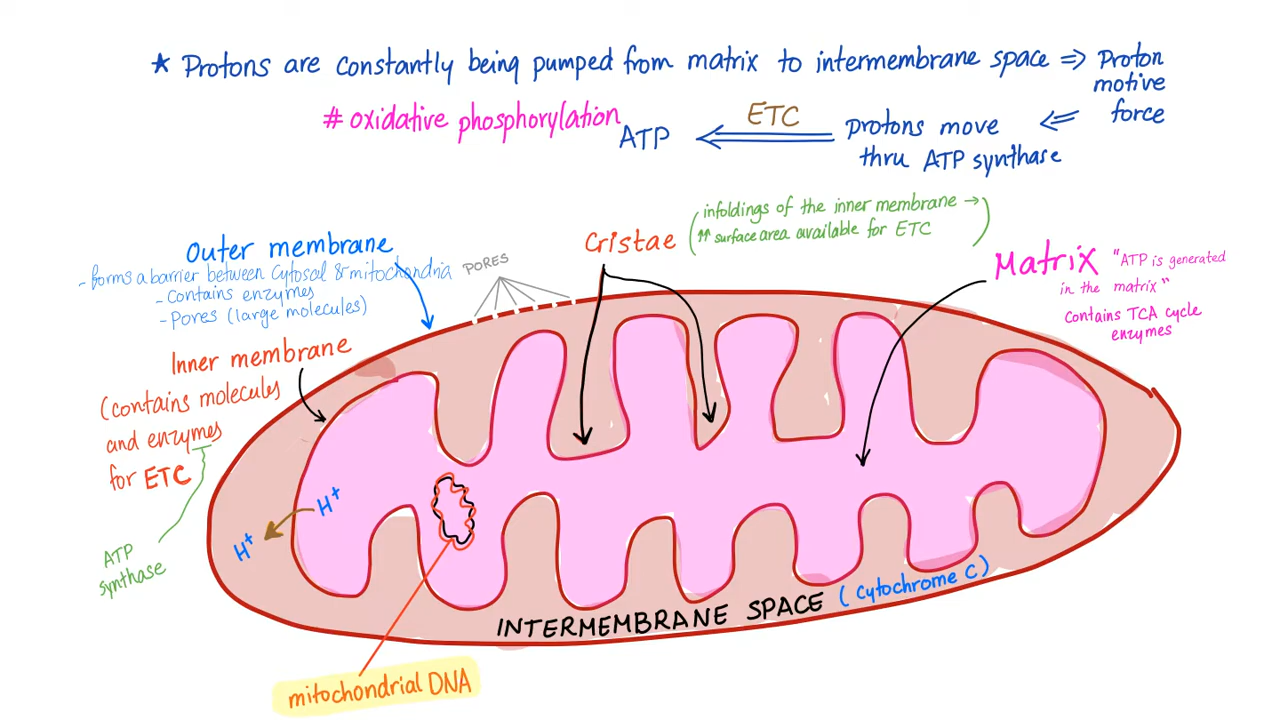 * Protons are constantly being pumped from matrix to intermembrane space ⇒ Proton
motive
force
# oxidative phosphorylation
ATP
ETC
Protons move
thru ATP synthase
Outer membrane
- forms a barrier between Cytosol & mitochondria
- Contains enzymes
- Pores (large molecules)
PORES
Cristae
(infoldings of the inner membrane →
⇈ surface area available for ETC)
Matrix
"ATP is generated
in the matrix"
Contains TCA cycle
enzymes
Inner membrane
(contains molecules
and enzymes
for ETC
ATP
synthase
H+
H+
INTERMEMBRANE SPACE
(Cytochrome C)
mitochondrial DNA